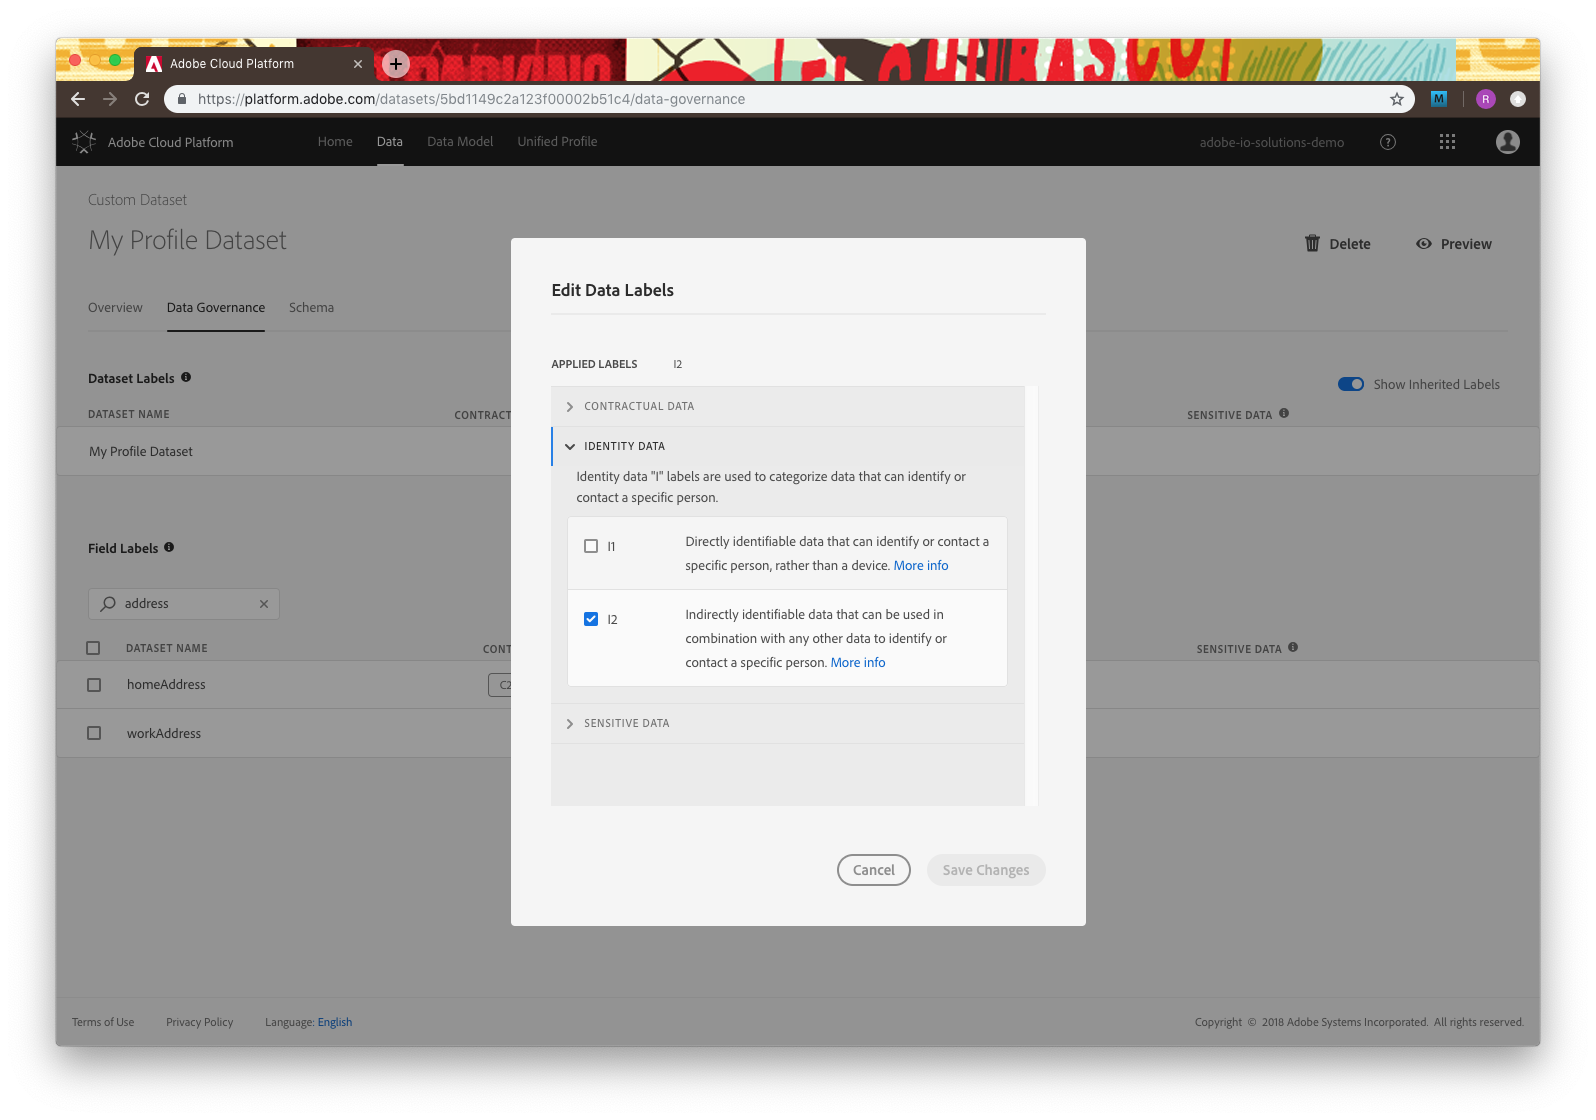 Adobe Cloud Platform
https://platform.adobe.com/datasets/5bd1149c2a123f00002b51c4/data-governance
M
R
Adobe Cloud Platform
Home
Data
Data Model
Unified Profile
adobe-io-solutions-demo
Custom Dataset
My Profile Dataset
Delete
Preview
Overview
Data Governance
Schema
Dataset Labels
Show Inherited Labels
DATASET NAME
CONTRACT
SENSITIVE DATA
My Profile Dataset
Field Labels
address
DATASET NAME
CONT
SENSITIVE DATA
homeAddress
C2
workAddress
Edit Data Labels
APPLIED LABELS I2
CONTRACTUAL DATA
IDENTITY DATA
Identity data "I" labels are used to categorize data that can identify or
contact a specific person.
I1
Directly identifiable data that can identify or contact a
specific person, rather than a device. More info
I2
Indirectly identifiable data that can be used in
combination with any other data to identify or
contact a specific person. More info
SENSITIVE DATA
Cancel
Save Changes
Terms of Use
Privacy Policy
Language: English
Copyright © 2018 Adobe Systems Incorporated. All rights reserved.